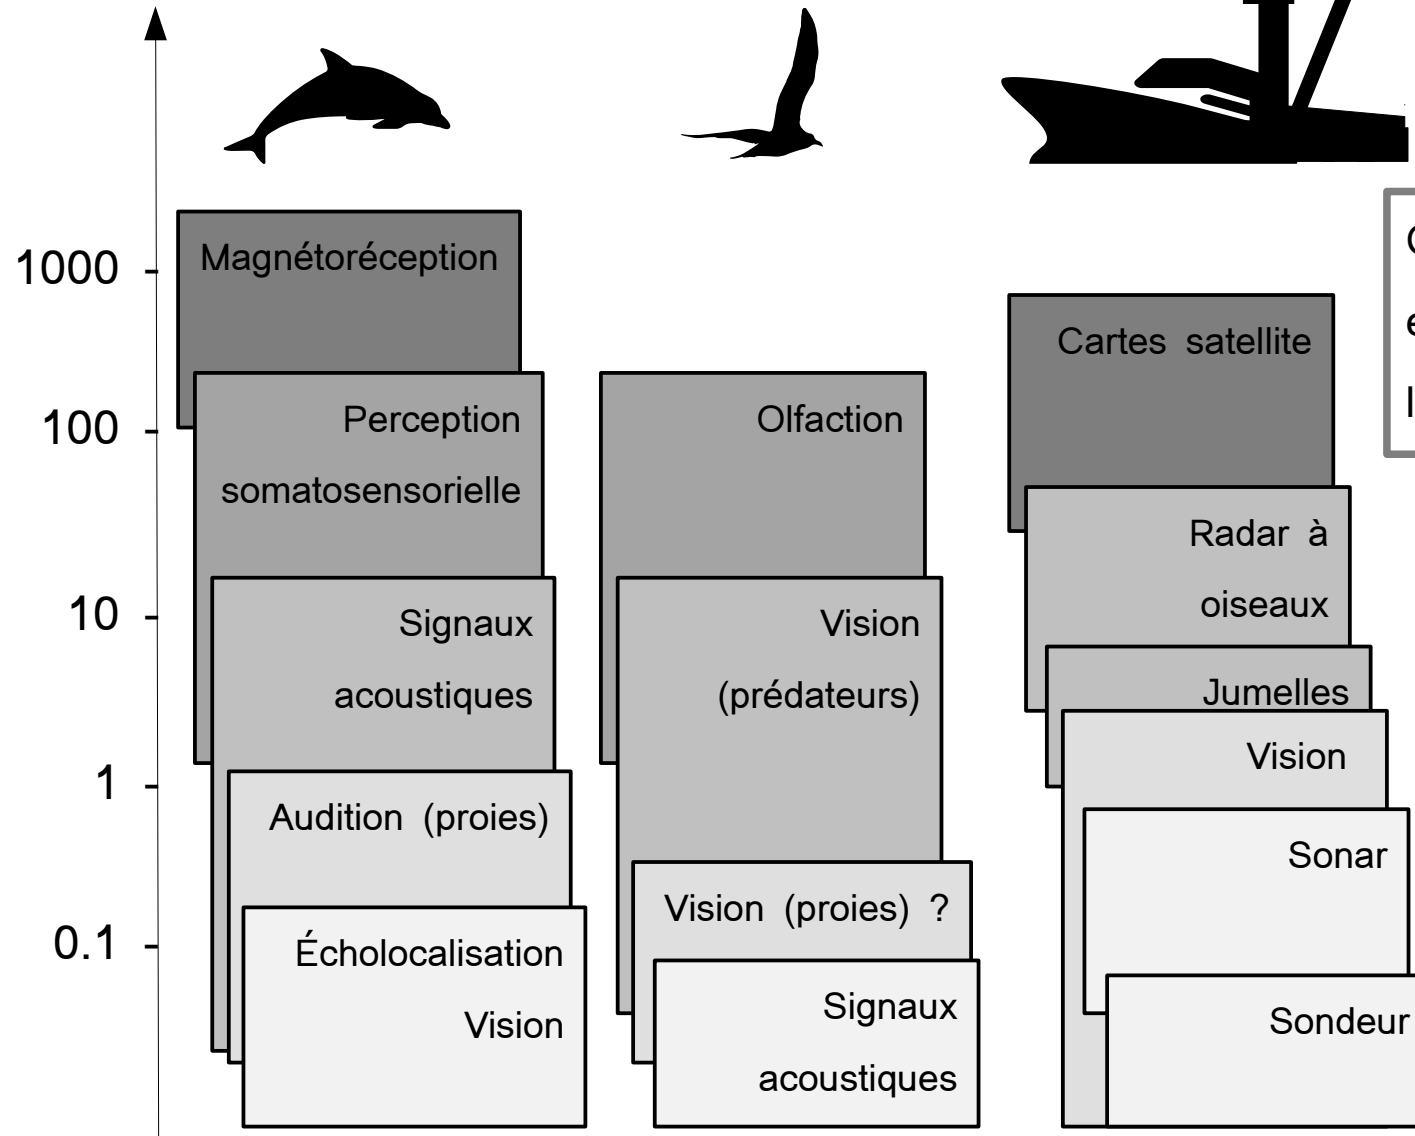 1000
100
10
1
0.1
Magnétoréception
Perception
somatosensorielle
Signaux
acoustiques
Audition (proies)
Écholocalisation
Vision
Olfaction
Vision
(prédateurs)
Vision (proies) ?
Signaux
acoustiques
Cartes satellite
Radar à
oiseaux
Jumelles
Vision
Sonar
Sondeur